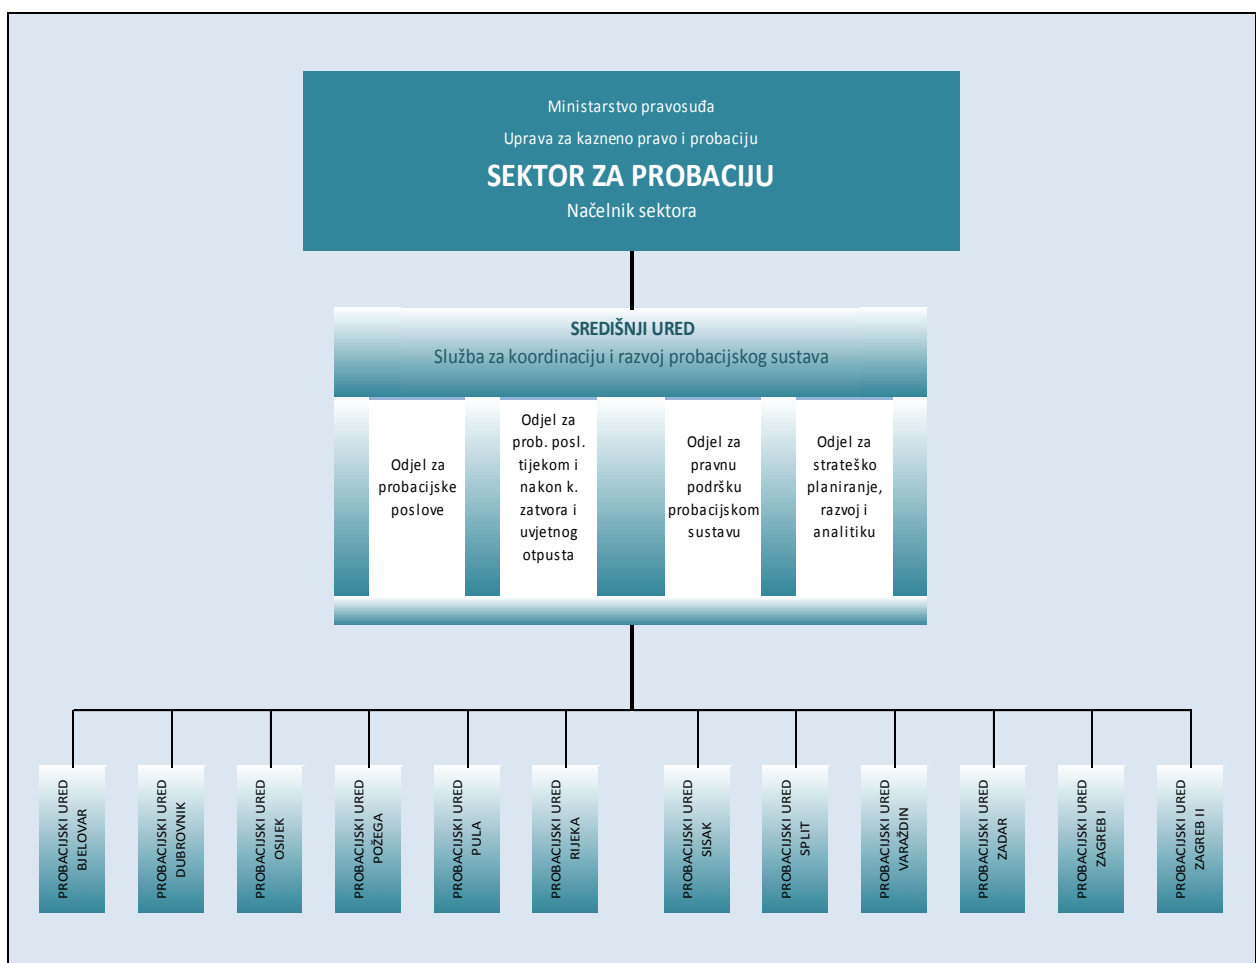 Ministarstvo pravosuđa
Uprava za kazneno pravo i probaciju
SEKTOR ZA PROBACIJU
Načelnik sektora
SREDIŠNJI URED
Služba za koordinaciju i razvoj probacijskog sustava
Odjel za
probacijske
poslove
Odjel za
prob. posl.
tijekom i
nakon k.
zatvora i
uvjetnog
otpusta
Odjel za
pravnu
podršku
probacijskom
sustavu
Odjel za
strateško
planiranje,
razvoj i
analitiku
PROBACIJSKI URED
BJELOVAR
PROBACIJSKI URED
DUBROVNIK
PROBACIJSKI URED
OSIJEK
PROBACIJSKI URED
POŽEGA
PROBACIJSKI URED
PULA
PROBACIJSKI URED
RIJEKA
PROBACIJSKI URED
SISAK
PROBACIJSKI URED
SPLIT
PROBACIJSKI URED
VARAŽDIN
PROBACIJSKI URED
ZADAR
PROBACIJSKI URED
ZAGREB I
PROBACIJSKI URED
ZAGREB II